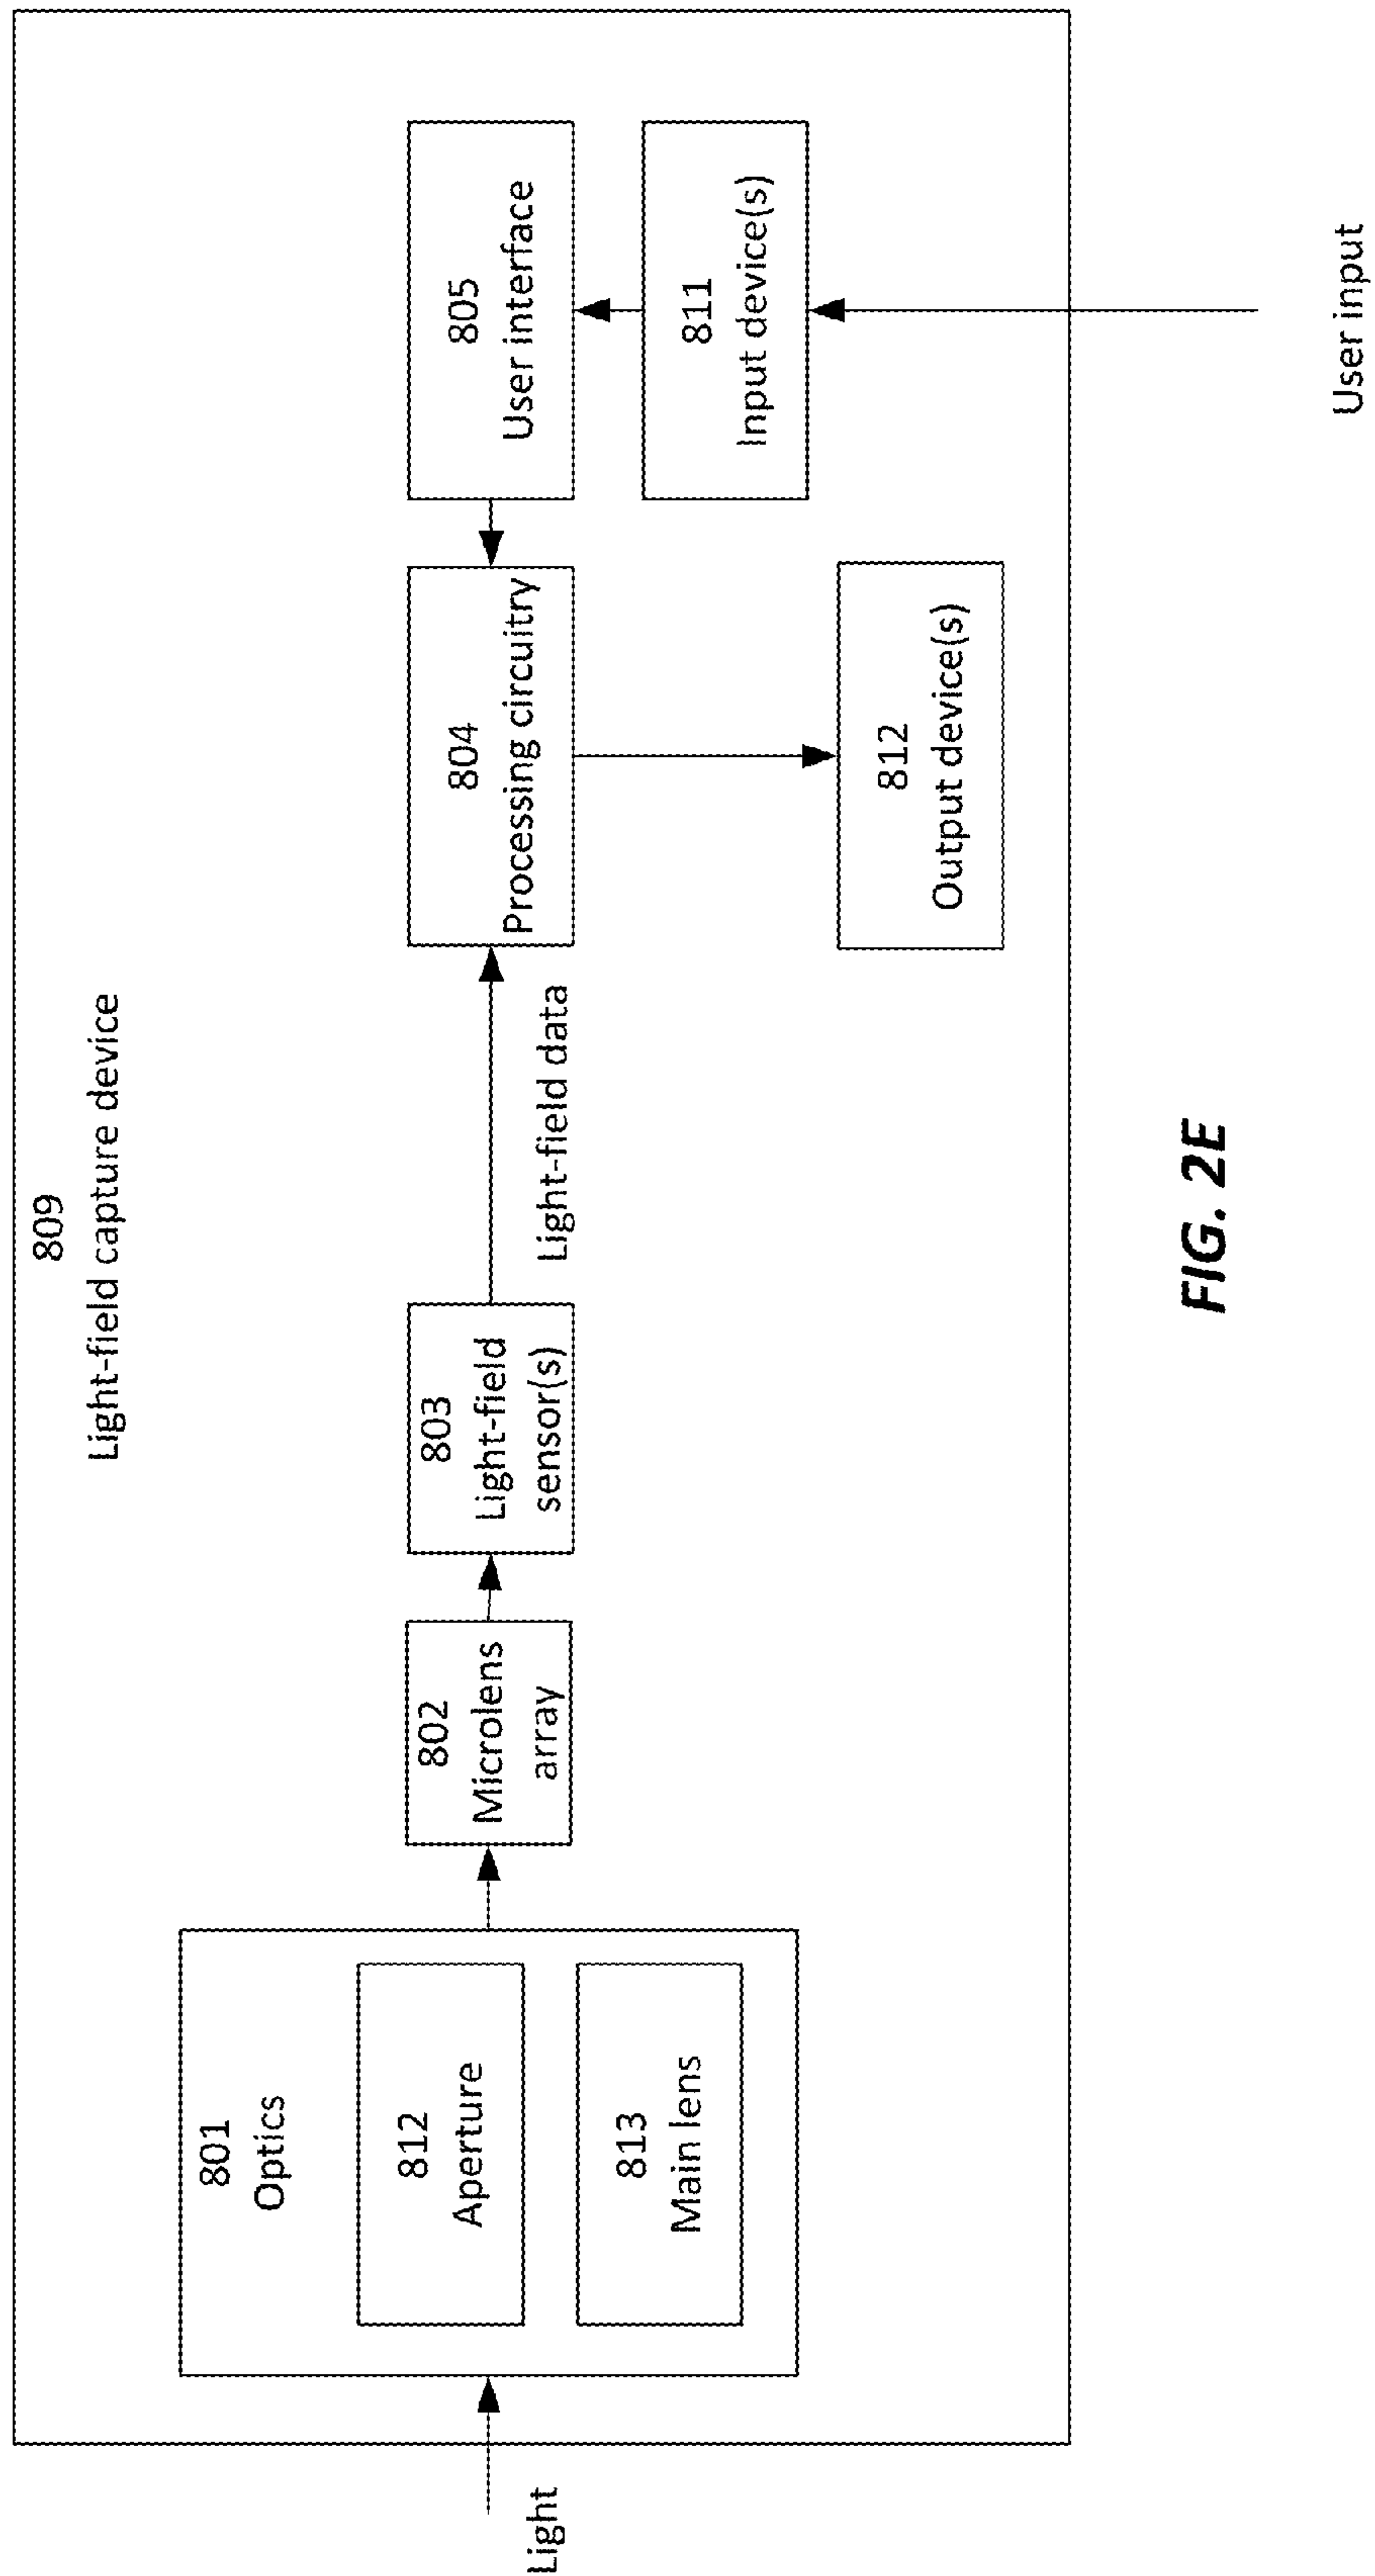 809
Light-field capture device
Light
801
Optics
812
Aperture
813
Main lens
802
Microlens
array
803
Light-field
sensor(s)
Light-field data
804
Processing circuitry
805
User interface
812
Output device(s)
811
Input device(s)
User input
FIG. 2E